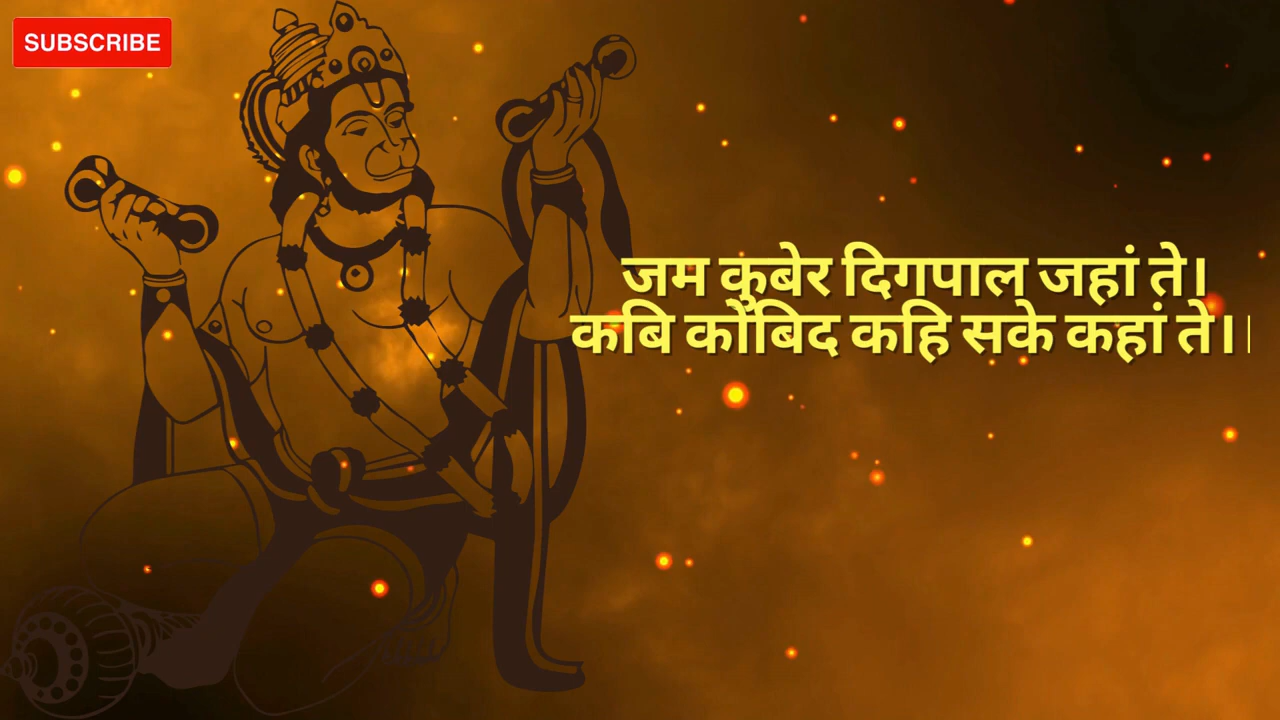 SUBSCRIBE
जम कुबेर दिगपाल जहां ते।
कबि कोबिद कहि सके कहां ते।।